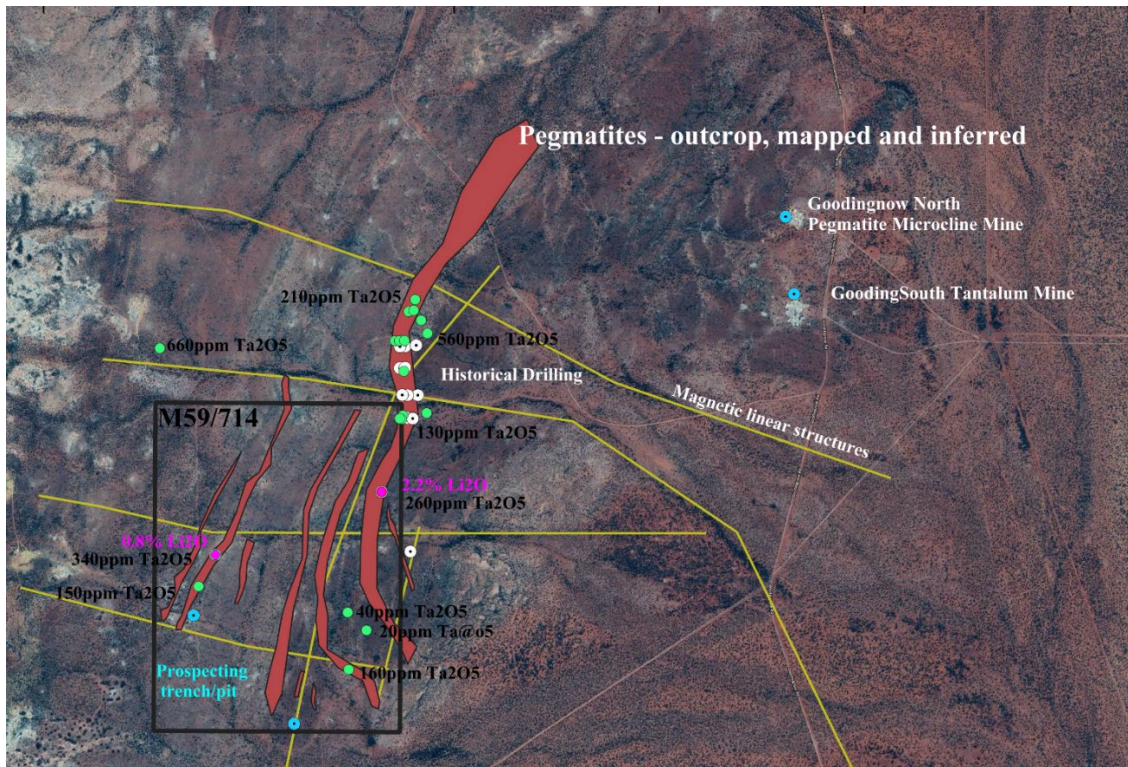 Pegmatites - outcrop, mapped and inferred
Goodingnow North
Pegmatite Microcline Mine
GoodingSouth Tantalum Mine
210ppm Ta2O5
560ppm Ta2O5
660ppm Ta2O5
Historical Drilling
Magnetic linear structures
M59/714
130ppm Ta2O5
2.2% Li2O
260ppm Ta2O5
0.8% Li2O
340ppm Ta2O5
150ppm Ta2O5
40ppm Ta2O5
20ppm Ta@o5
160ppm Ta2O5
Prospecting
trench/pit